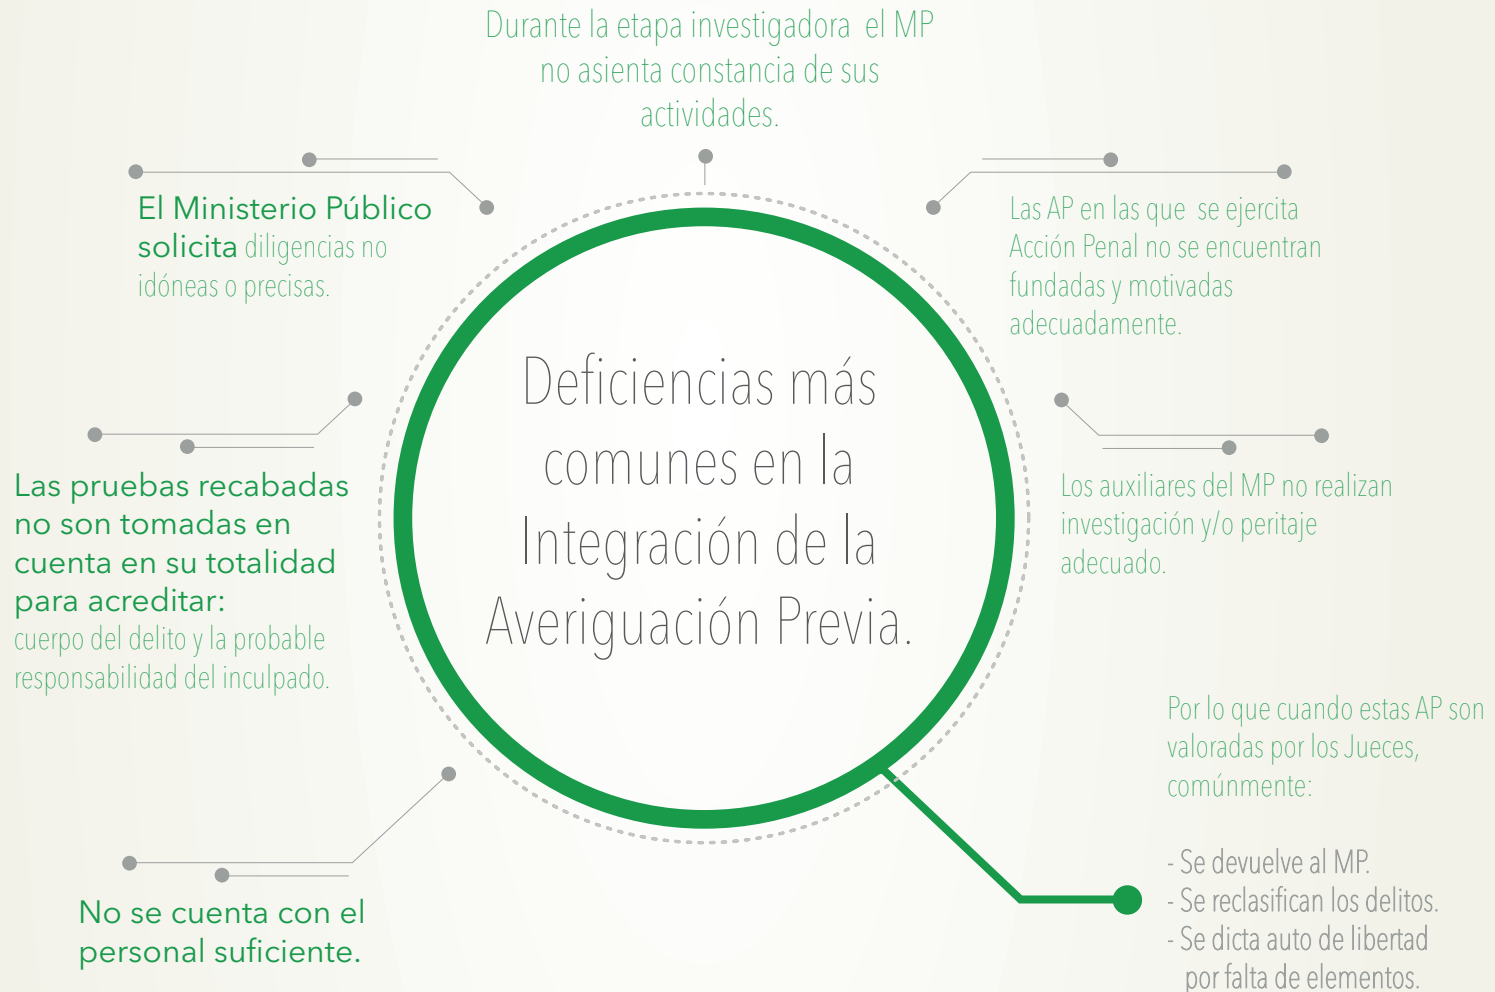 Durante la etapa investigadora el MP
no asienta constancia de sus
actividades.
El Ministerio Público
solicita diligencias no
idóneas o precisas.
Las AP en las que se ejercita
Acción Penal no se encuentran
fundadas y motivadas
adecuadamente.
Deficiencias más
comunes en la
Integración de la
Averiguación Previa.
Las pruebas recabadas
no son tomadas en
cuenta en su totalidad
para acreditar:
cuerpo del delito y la probable
responsabilidad del inculpado.
Los auxiliares del MP no realizan
investigación y/o peritaje
adecuado.
No se cuenta con el
personal suficiente.
Por lo que cuando estas AP son
valoradas por los Jueces,
comúnmente:
- Se devuelve al MP.
- Se reclasifican los delitos.
- Se dicta auto de libertad
por falta de elementos.